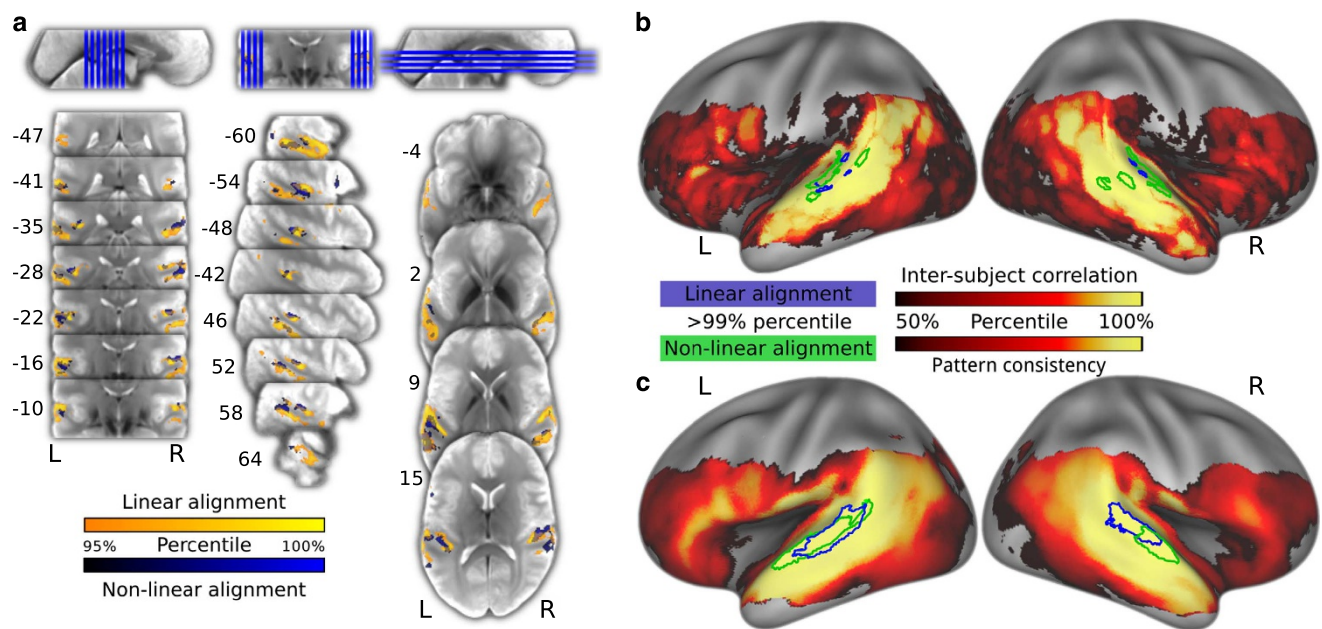 a
-47
-41
-35
-28
-22
-16
-10
L R
-60
-54
-48
-42
46
52
58
64
-4
2
9
15
L R
Linear alignment
95% Percentile 100%
Non-linear alignment
b
L R
Linear alignment
>99% percentile
Non-linear alignment
Inter-subject correlation
50% Percentile 100%
Pattern consistency
c
L R